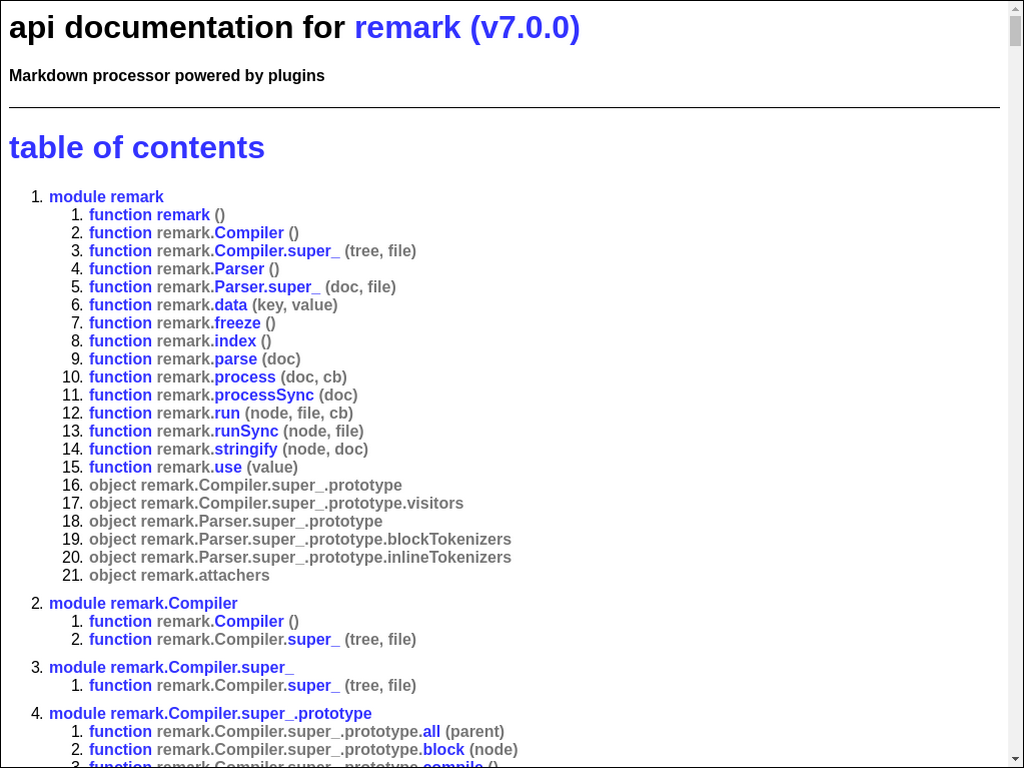 api documentation for remark (v7.0.0)
Markdown processor powered by plugins
table of contents
1. module remark
1. function remark ()
2. function remark.Compiler ()
3. function remark.Compiler.super_ (tree, file)
4. function remark.Parser ()
5. function remark.Parser.super_ (doc, file)
6. function remark.data (key, value)
7. function remark.freeze ()
8. function remark.index ()
9. function remark.parse (doc)
10. function remark.process (doc, cb)
11. function remark.processSync (doc)
12. function remark.run (node, file, cb)
13. function remark.runSync (node, file)
14. function remark.stringify (node, doc)
15. function remark.use (value)
16. object remark.Compiler.super_.prototype
17. object remark.Compiler.super_.prototype.visitors
18. object remark.Parser.super_.prototype
19. object remark.Parser.super_.prototype.blockTokenizers
20. object remark.Parser.super_.prototype.inlineTokenizers
21. object remark.attachers
2. module remark.Compiler
1. function remark.Compiler ()
2. function remark.Compiler.super_ (tree, file)
3. module remark.Compiler.super_
1. function remark.Compiler.super_ (tree, file)
4. module remark.Compiler.super_.prototype
1. function remark.Compiler.super_.prototype.all (parent)
2. function remark.Compiler.super_.prototype.block (node)
3. function remark.Compiler.super_.prototype.compile ()